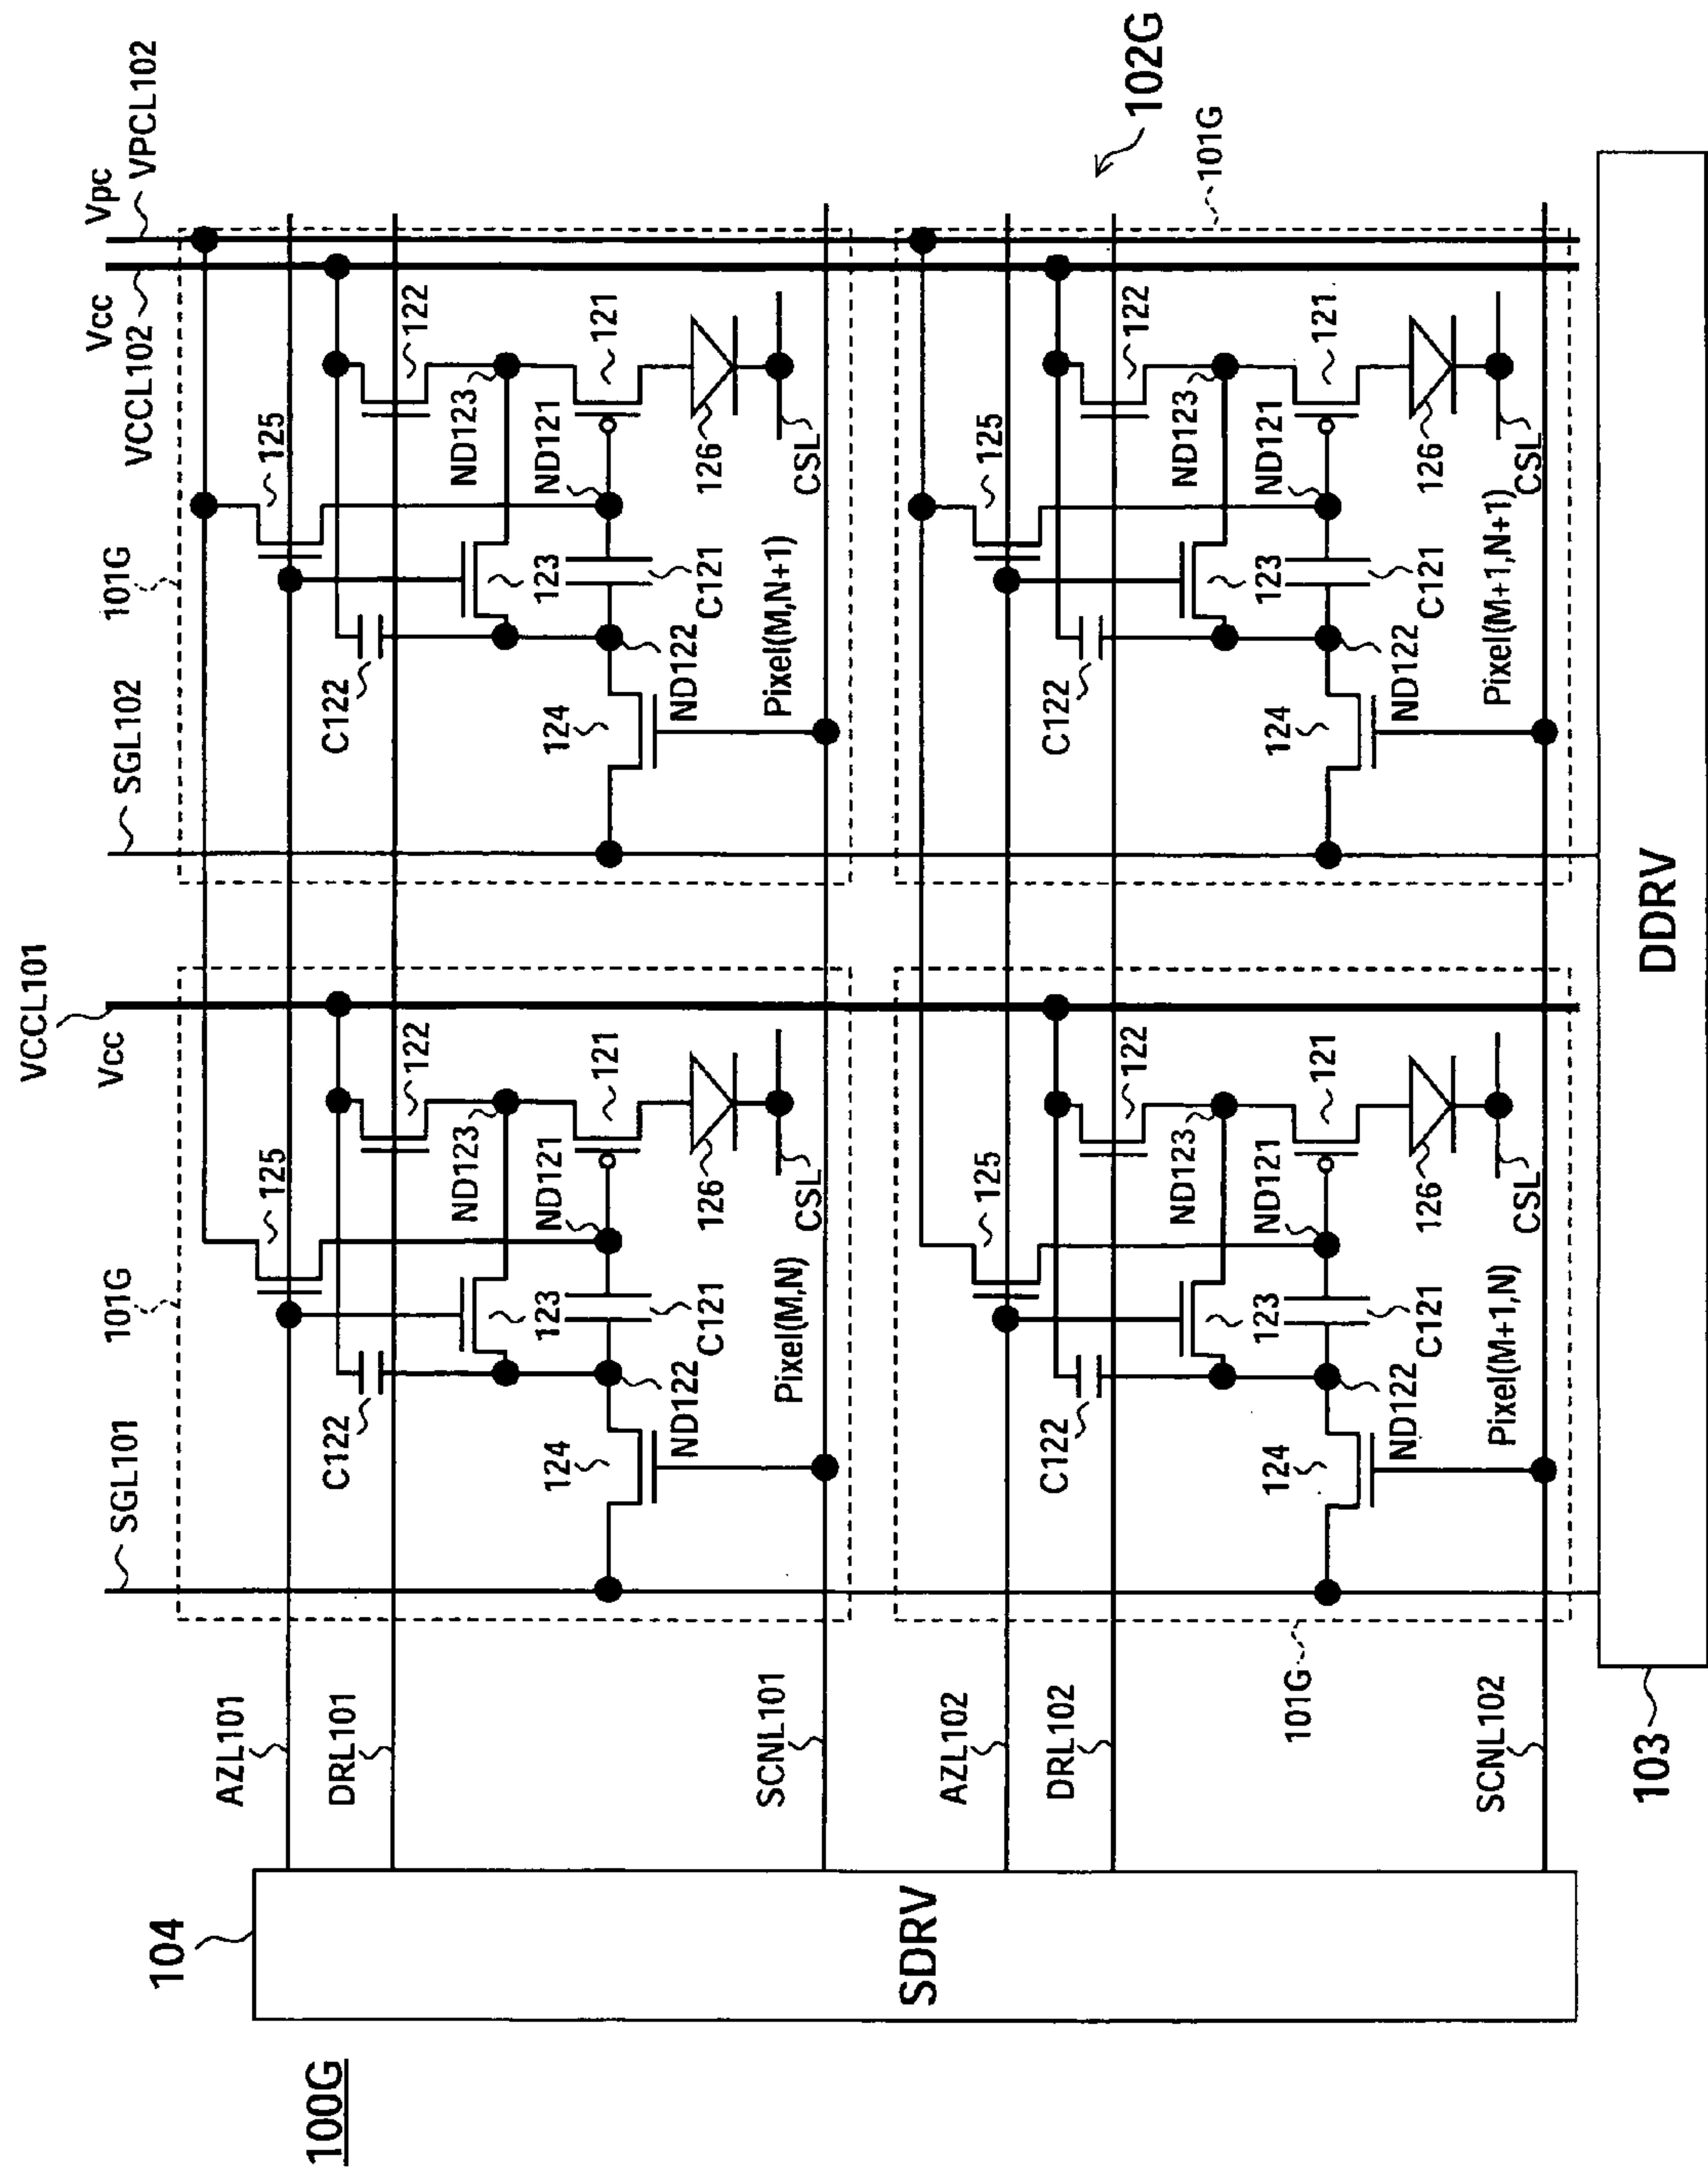 100G
104
SDRV
AZL101
DRL101
SCNL101
AZL102
DRL102
SCNL102
103
DDRV
102G
VCCL101
Vcc
SGL101
101G
125
122
ND123
121
ND121
C122
123
C121
124
ND122
126
CSL
Pixel(M,N)
SGL102
101G
Vcc
VCCL102
Vpc
VPCL102
125
122
ND123
121
ND121
C122
123
C121
124
ND122
126
CSL
Pixel(M,N+1)
101G
125
122
ND123
121
ND121
C122
123
C121
124
ND122
126
CSL
Pixel(M+1,N)
101G
125
122
ND123
121
ND121
C122
123
C121
124
ND122
126
CSL
Pixel(M+1,N+1)